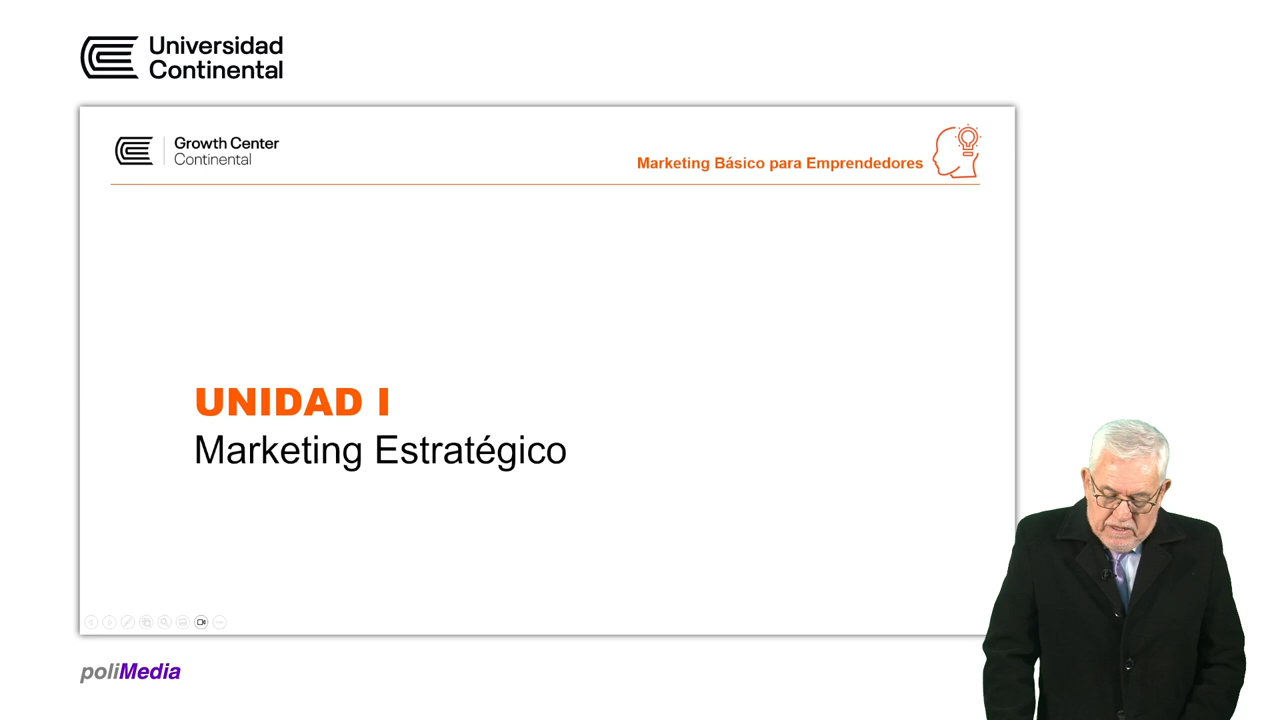 Universidad
Continental
Growth Center
Continental
Marketing Básico para Emprendedores
UNIDAD I
Marketing Estratégico
poliMedia